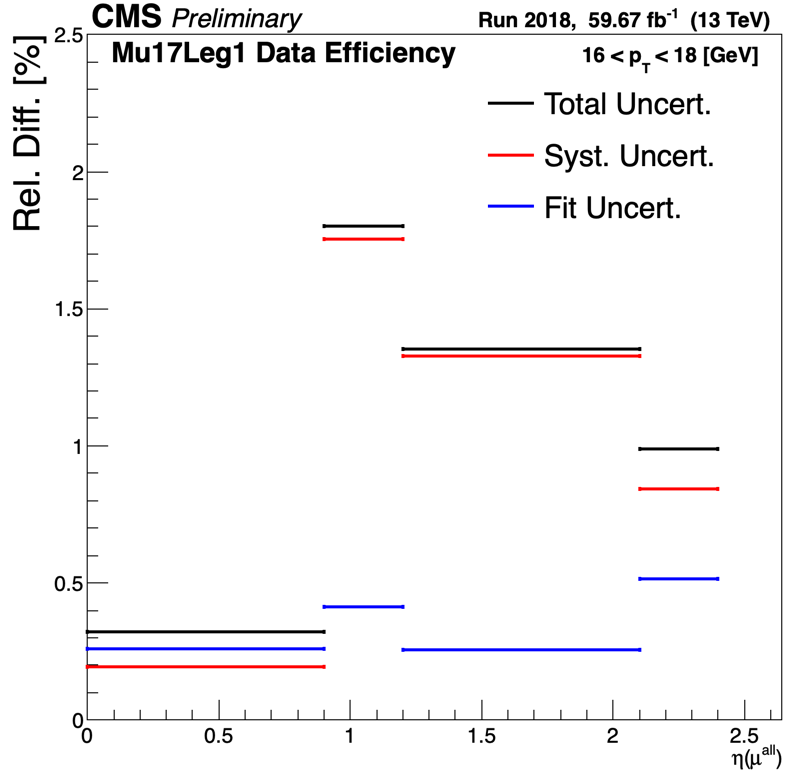 CMS Preliminary
Run 2018, 59.67 fb⁻¹ (13 TeV)
Mu17Leg1 Data Efficiency
16 < p_T < 18 [GeV]
Total Uncert.
Syst. Uncert.
Fit Uncert.
Rel. Diff. [%]
2.5
2
1.5
1
0.5
0
0 0.5 1 1.5 2 2.5
η(μ^all)